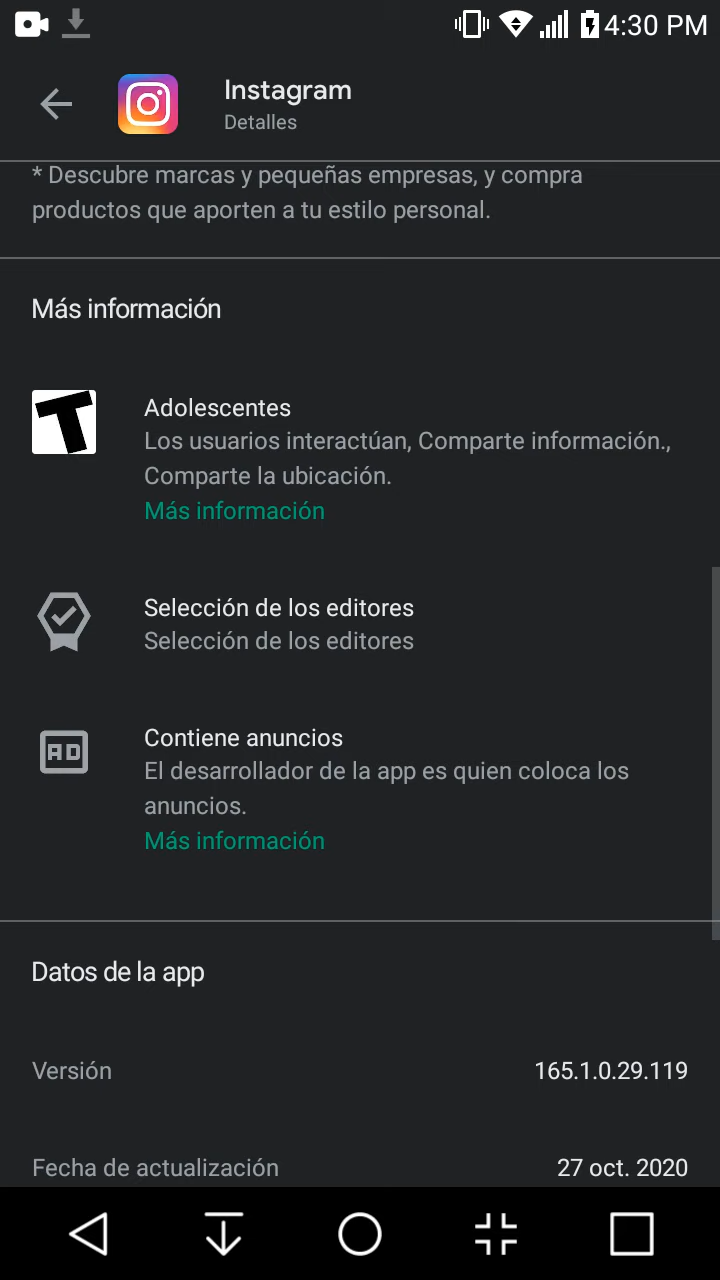 4:30 PM
Instagram
Detalles
* Descubre marcas y pequeñas empresas, y compra
productos que aporten a tu estilo personal.
Más información
T
Adolescentes
Los usuarios interactúan, Comparte información.,
Comparte la ubicación.
Más información
Selección de los editores
Selección de los editores
AD
Contiene anuncios
El desarrollador de la app es quien coloca los
anuncios.
Más información
Datos de la app
Versión 165.1.0.29.119
Fecha de actualización 27 oct. 2020